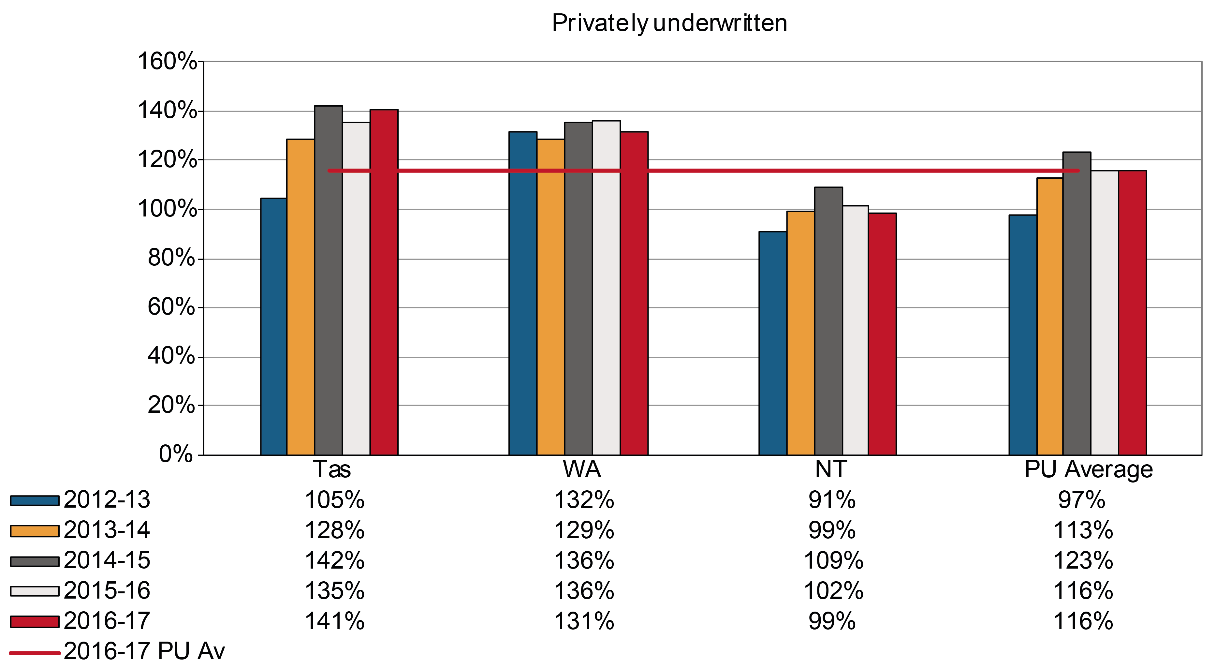 Privately underwritten
160%
140%
120%
100%
80%
60%
40%
20%
0%
Tas WA NT PU Average
2012-13 105% 132% 91% 97%
2013-14 128% 129% 99% 113%
2014-15 142% 136% 109% 123%
2015-16 135% 136% 102% 116%
2016-17 141% 131% 99% 116%
2016-17 PU Av